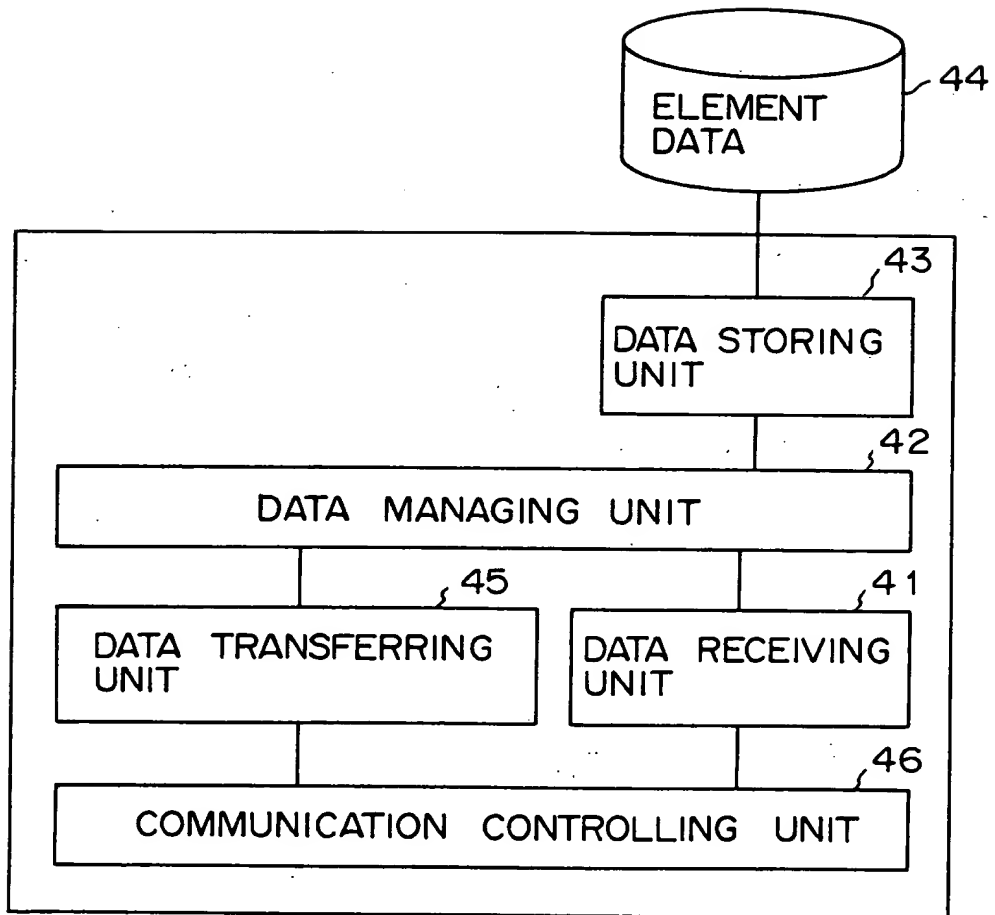 ELEMENT
DATA
44
43
DATA STORING
UNIT
42
DATA MANAGING UNIT
45
DATA TRANSFERRING
UNIT
41
DATA RECEIVING
UNIT
46
COMMUNICATION CONTROLLING UNIT